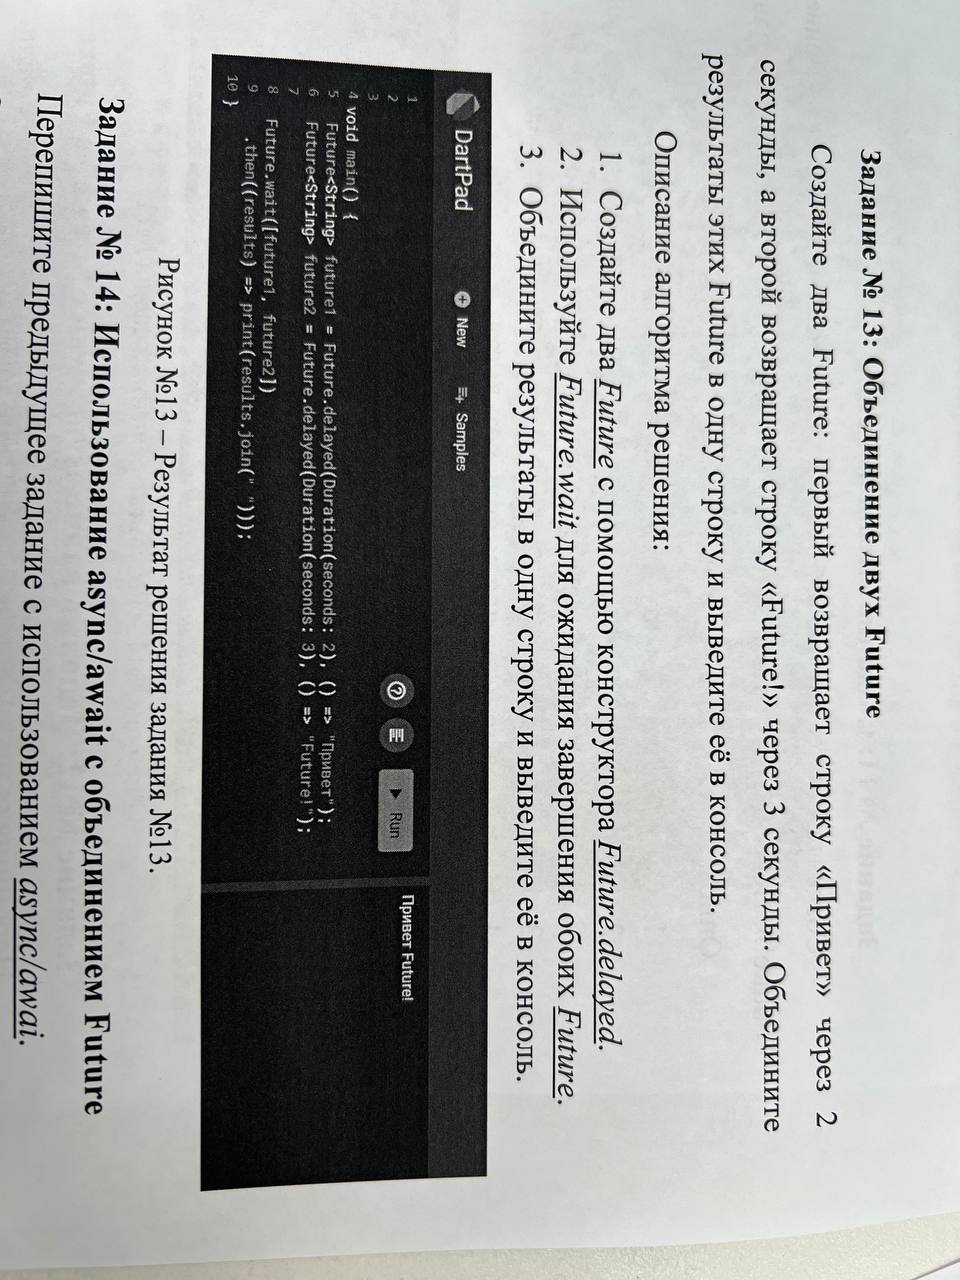 Задание № 13: Объединение двух Future
Создайте два Future: первый возвращает строку «Привет» через 2
секунды, а второй возвращает строку «Future!» через 3 секунды. Объедините
результаты этих Future в одну строку и выведите её в консоль.
Описание алгоритма решения:
1. Создайте два Future с помощью конструктора Future.delayed.
2. Используйте Future.wait для ожидания завершения обоих Future.
3. Объедините результаты в одну строку и выведите её в консоль.
DartPad New Samples
Run
Привет Future!
1
2
3
4 void main() {
5 Future<String> future1 = Future.delayed(Duration(seconds: 2), () => "Привет");
6 Future<String> future2 = Future.delayed(Duration(seconds: 3), () => "Future!");
7
8 Future.wait([future1, future2])
9 .then((results) => print(results.join(" ")));
10 }
Рисунок №13 – Результат решения задания №13.
Задание № 14: Использование async/await с объединением Future
Перепишите предыдущее задание с использованием async/awai.